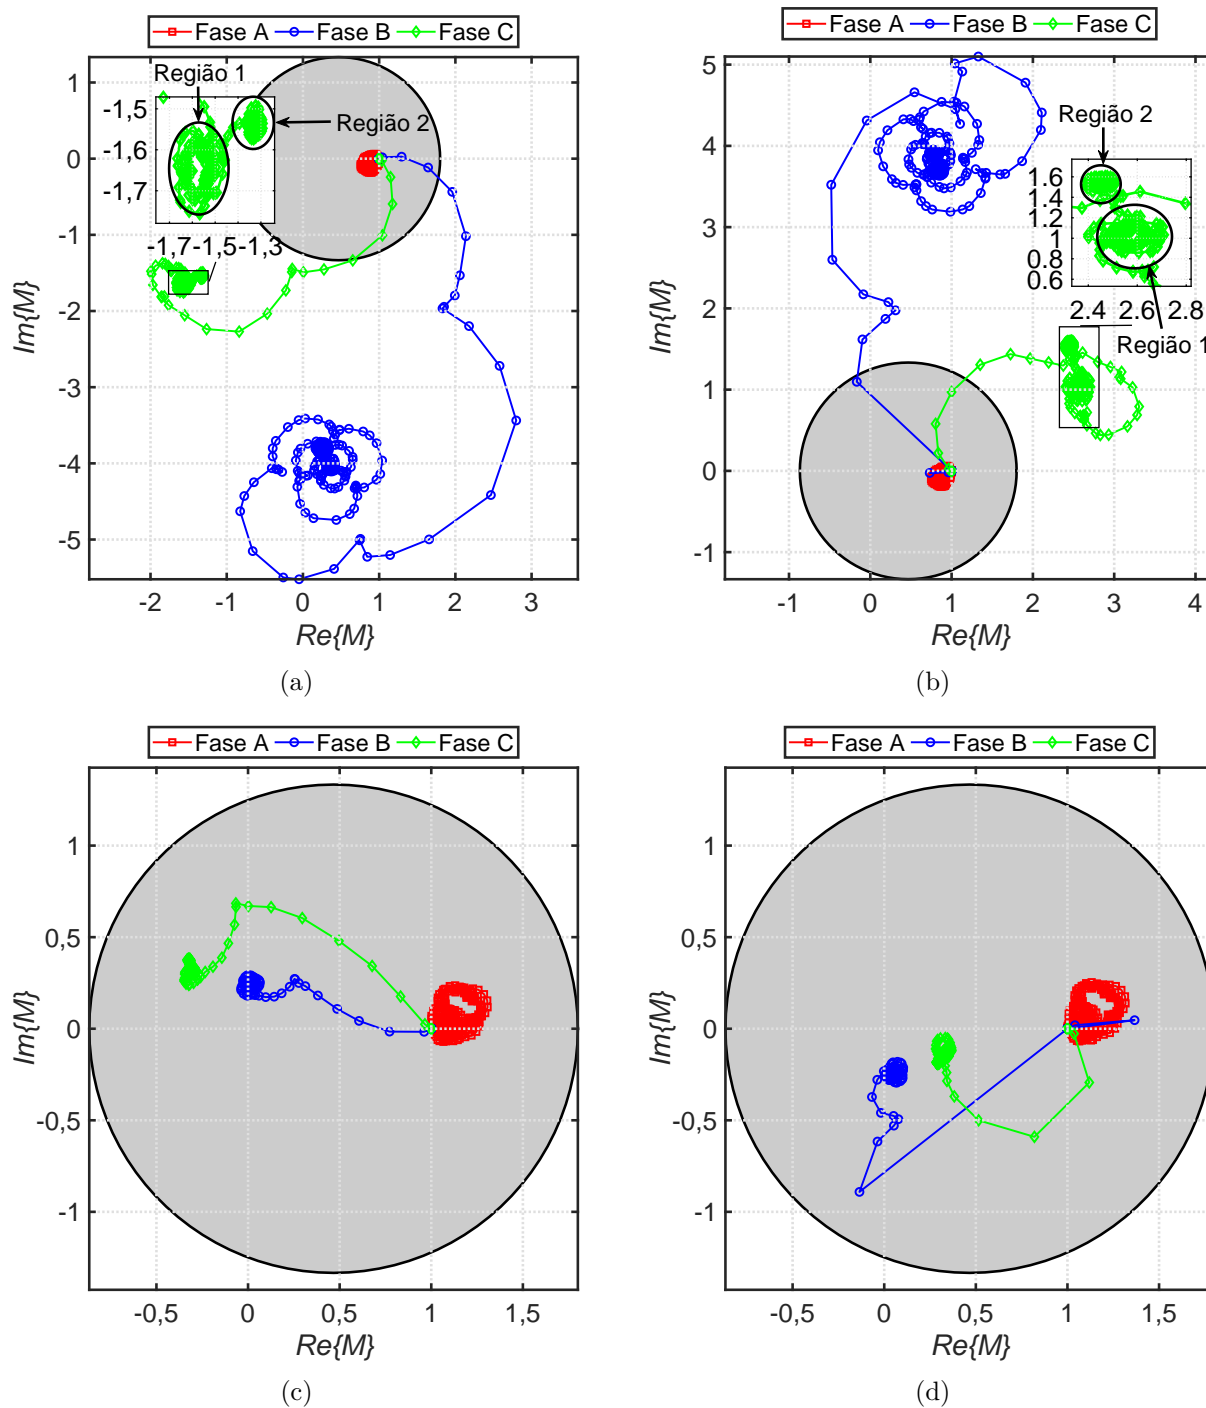 Fase A Fase B Fase C
Região 1
Região 2
-1,5
-1,6
-1,7
-1,7 -1,5 -1,3
1
0
-1
-2
-3
-4
-5
-2 -1 0 1 2 3
Im{M}
Re{M}
(a)
Fase A Fase B Fase C
Região 2
1.6
1.4
1.2
1
0.8
0.6
2.4 2.6 2.8
Região 1
5
4
3
2
1
0
-1
-1 0 1 2 3 4
Im{M}
Re{M}
(b)
Fase A Fase B Fase C
1
0,5
0
-0,5
-1
-0,5 0 0,5 1 1,5
Im{M}
Re{M}
(c)
Fase A Fase B Fase C
1
0,5
0
-0,5
-1
-0,5 0 0,5 1 1,5
Im{M}
Re{M}
(d)